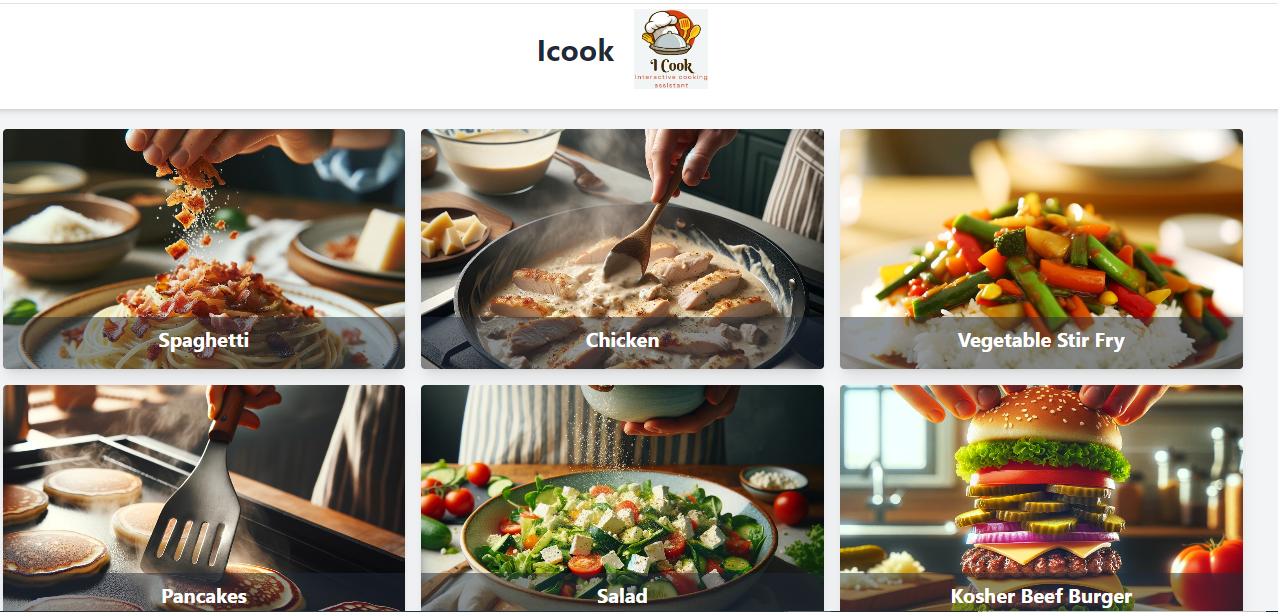 Icook
I Cook
Interactive cooking
assistant
Spaghetti
Chicken
Vegetable Stir Fry
Pancakes
Salad
Kosher Beef Burger